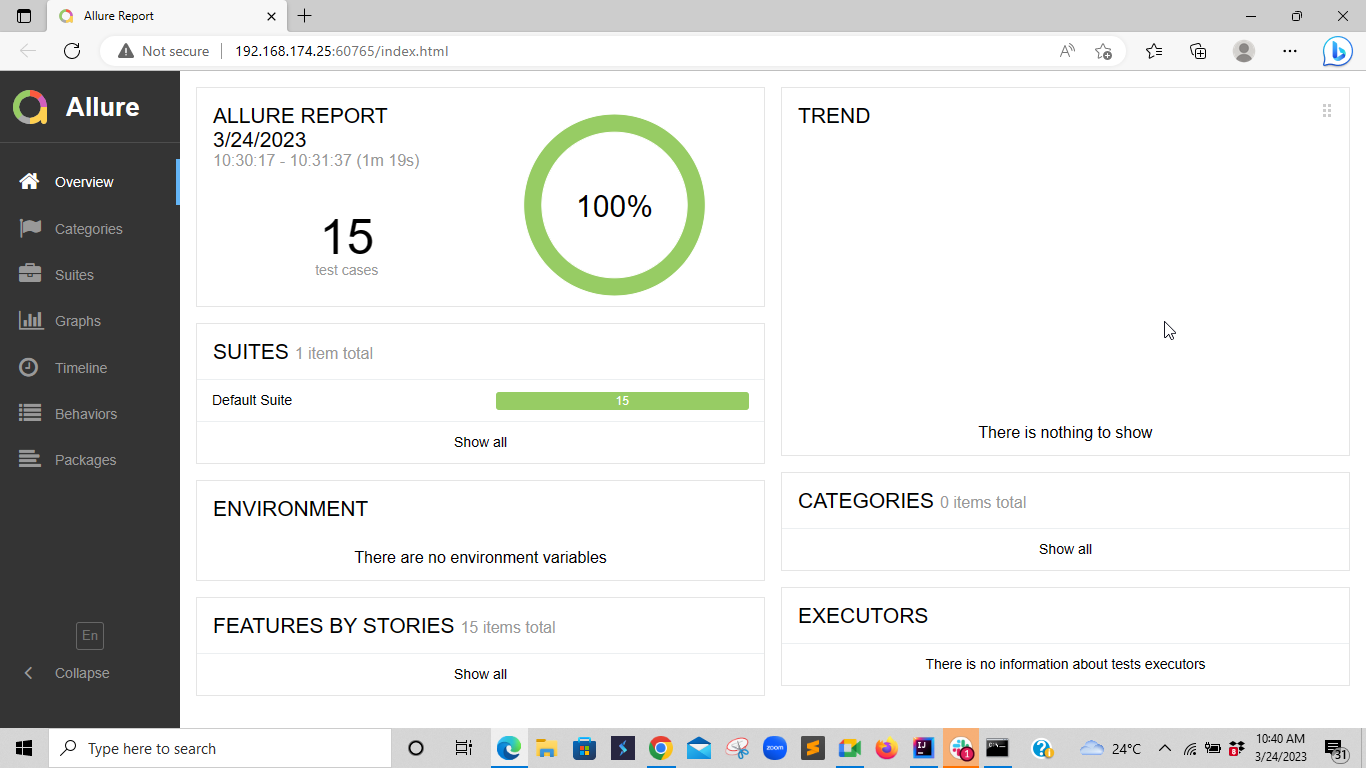 Allure Report
Not secure
192.168.174.25:60765/index.html
Allure
Overview
Categories
Suites
Graphs
Timeline
Behaviors
Packages
En
Collapse
ALLURE REPORT
3/24/2023
10:30:17 - 10:31:37 (1m 19s)
15
test cases
100%
SUITES 1 item total
Default Suite
15
Show all
ENVIRONMENT
There are no environment variables
FEATURES BY STORIES 15 items total
Show all
TREND
There is nothing to show
CATEGORIES 0 items total
Show all
EXECUTORS
There is no information about tests executors
Type here to search
zoom
1
24°C
10:40 AM
3/24/2023
31